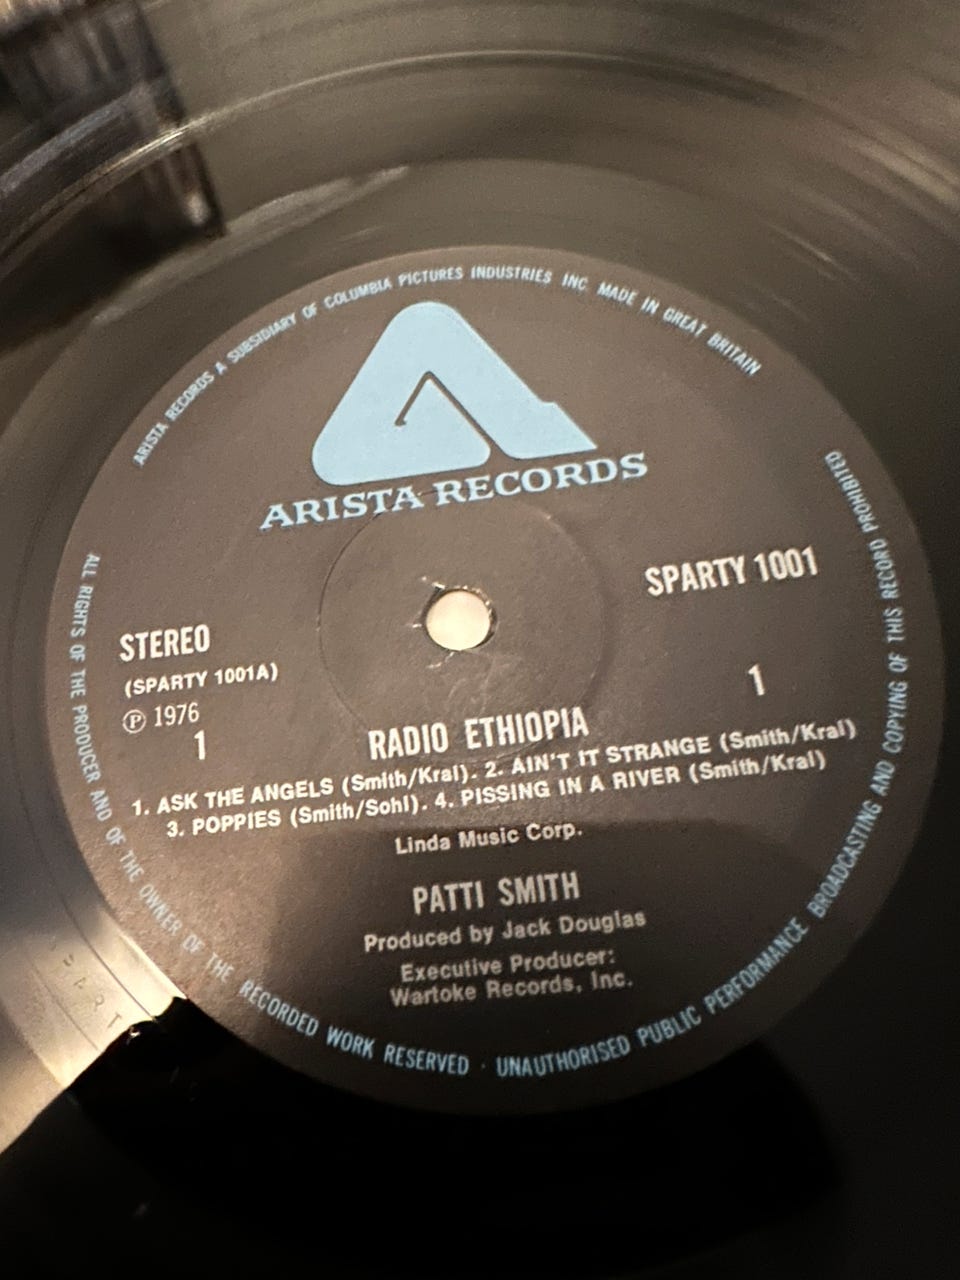 ARISTA RECORDS A SUBSIDIARY OF COLUMBIA PICTURES INDUSTRIES INC. MADE IN GREAT BRITAIN
ARISTA RECORDS
SPARTY 1001
STEREO
(SPARTY 1001A)
1
Ⓟ 1976
1
RADIO ETHIOPIA
1. ASK THE ANGELS (Smith/Kral). 2. AIN'T IT STRANGE (Smith/Kral)
3. POPPIES (Smith/Sohl). 4. PISSING IN A RIVER (Smith/Kral)
Linda Music Corp.
PATTI SMITH
Produced by Jack Douglas
Executive Producer:
Wartoke Records, Inc.
ALL RIGHTS OF THE PRODUCER AND OF THE OWNER OF THE RECORDED WORK RESERVED · UNAUTHORISED PUBLIC PERFORMANCE BROADCASTING AND COPYING OF THIS RECORD PROHIBITED